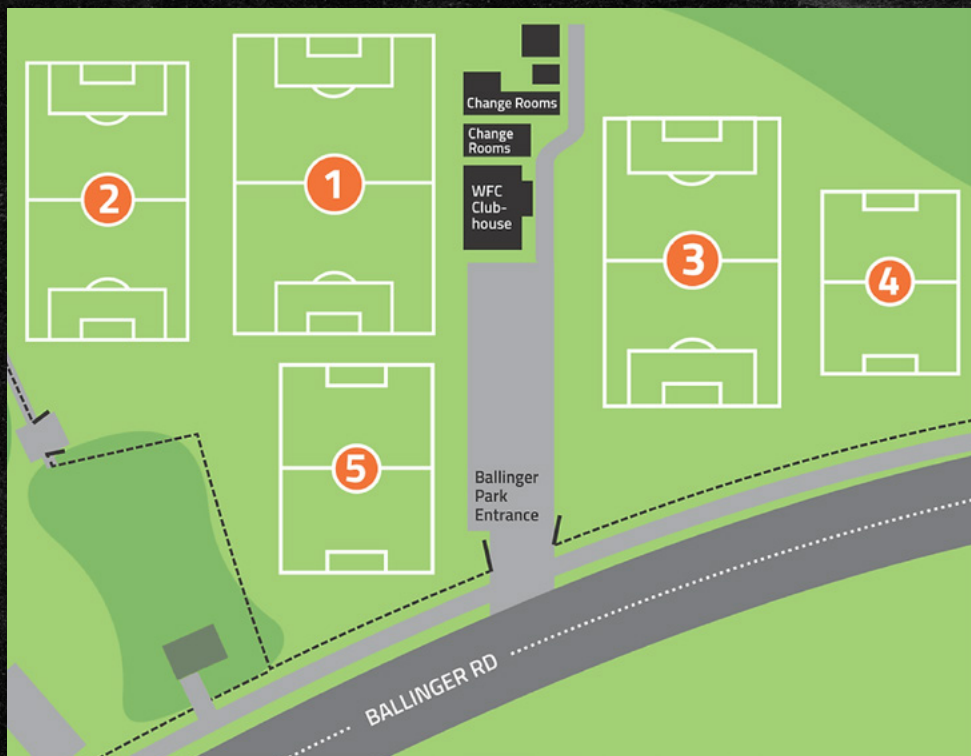 Change Rooms
Change
Rooms
WFC
Club-
house
1
2
3
4
5
Ballinger
Park
Entrance
BALLINGER RD